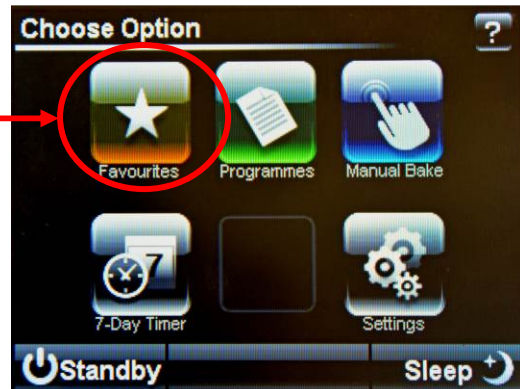 Choose Option
?
Favourites Programmes Manual Bake
7
7-Day Timer Settings
Standby Sleep